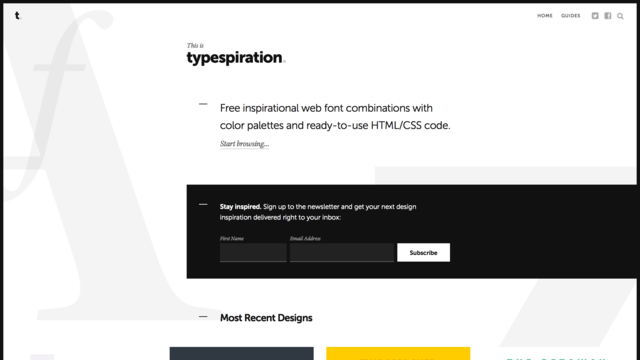 t.
HOME GUIDES
This is
typespiration.
Free inspirational web font combinations with
color palettes and ready-to-use HTML/CSS code.
Start browsing...
Stay inspired. Sign up to the newsletter and get your next design
inspiration delivered right to your inbox:
First Name Email Address
Subscribe
Most Recent Designs